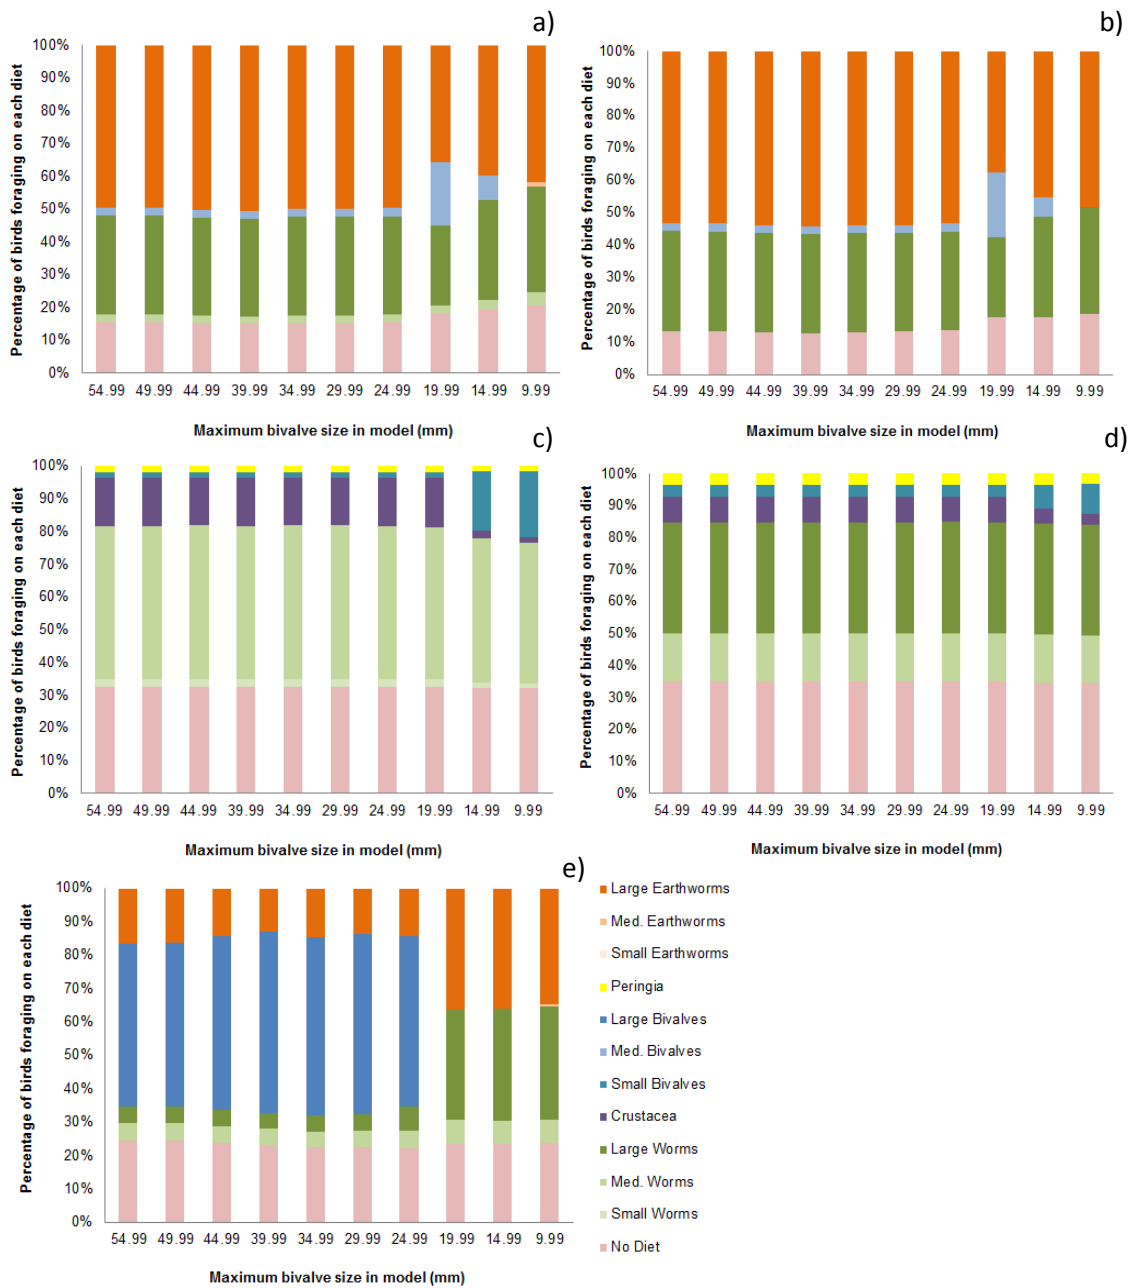 a)
Percentage of birds foraging on each diet
100%
90%
80%
70%
60%
50%
40%
30%
20%
10%
0%
54.99 49.99 44.99 39.99 34.99 29.99 24.99 19.99 14.99 9.99
Maximum bivalve size in model (mm)
b)
Percentage of birds foraging on each diet
100%
90%
80%
70%
60%
50%
40%
30%
20%
10%
0%
54.99 49.99 44.99 39.99 34.99 29.99 24.99 19.99 14.99 9.99
Maximum bivalve size in model (mm)
c)
Percentage of birds foraging on each diet
100%
90%
80%
70%
60%
50%
40%
30%
20%
10%
0%
54.99 49.99 44.99 39.99 34.99 29.99 24.99 19.99 14.99 9.99
Maximum bivalve size in model (mm)
d)
Percentage of birds foraging on each diet
100%
90%
80%
70%
60%
50%
40%
30%
20%
10%
0%
54.99 49.99 44.99 39.99 34.99 29.99 24.99 19.99 14.99 9.99
Maximum bivalve size in model (mm)
e)
Percentage of birds foraging on each diet
100%
90%
80%
70%
60%
50%
40%
30%
20%
10%
0%
54.99 49.99 44.99 39.99 34.99 29.99 24.99 19.99 14.99 9.99
Maximum bivalve size in model (mm)
Large Earthworms
Med. Earthworms
Small Earthworms
Peringia
Large Bivalves
Med. Bivalves
Small Bivalves
Crustacea
Large Worms
Med. Worms
Small Worms
No Diet